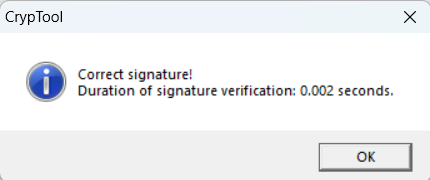 CrypTool
Correct signature!
Duration of signature verification: 0.002 seconds.
OK